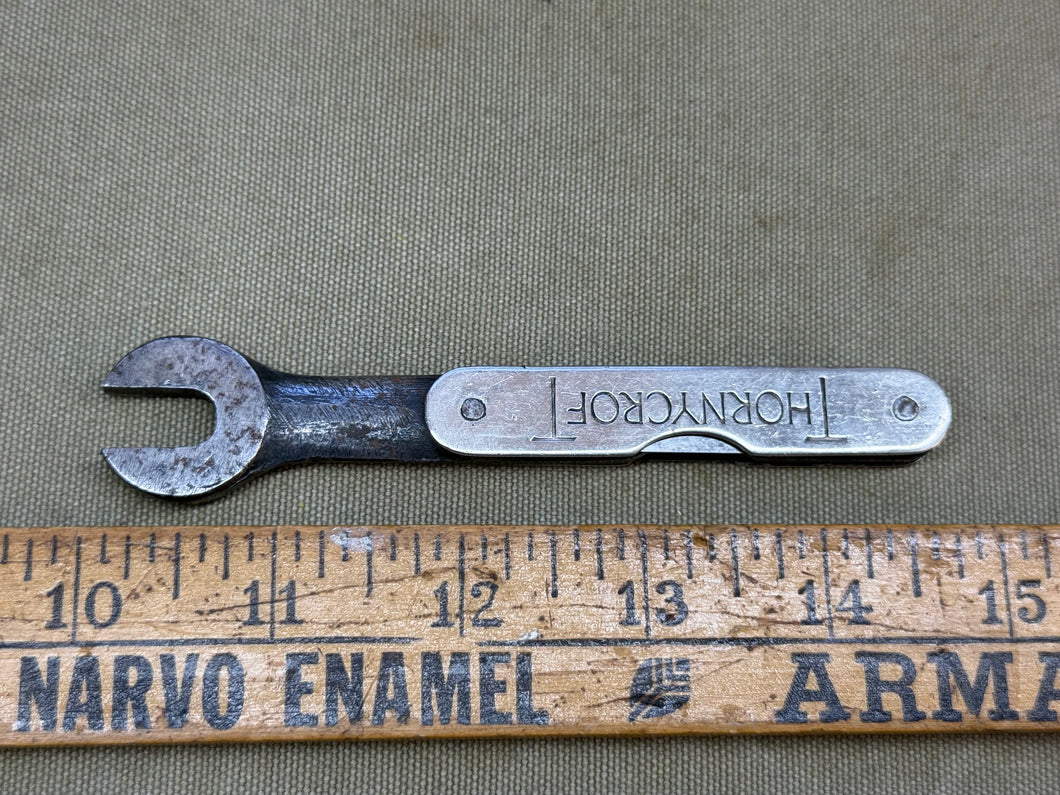 THORNYCROFT
10 11 12 13 14 15
NARVO ENAMEL ARMA